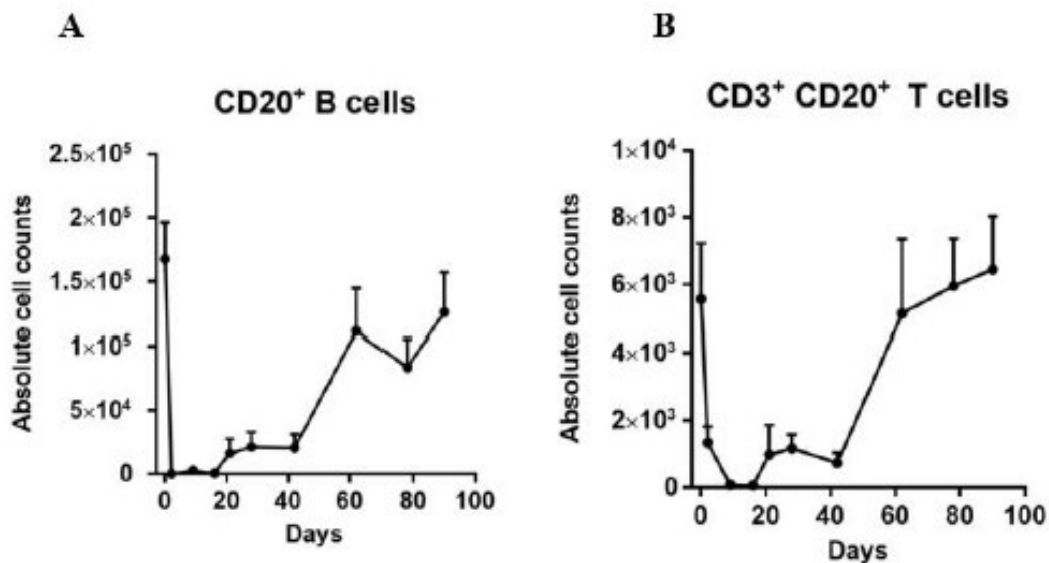 A
CD20⁺ B cells
Absolute cell counts
2.5×10⁵
2×10⁵
1.5×10⁵
1×10⁵
5×10⁴
0
0 20 40 60 80 100
Days
B
CD3⁺ CD20⁺ T cells
Absolute cell counts
1×10⁴
8×10³
6×10³
4×10³
2×10³
0
0 20 40 60 80 100
Days